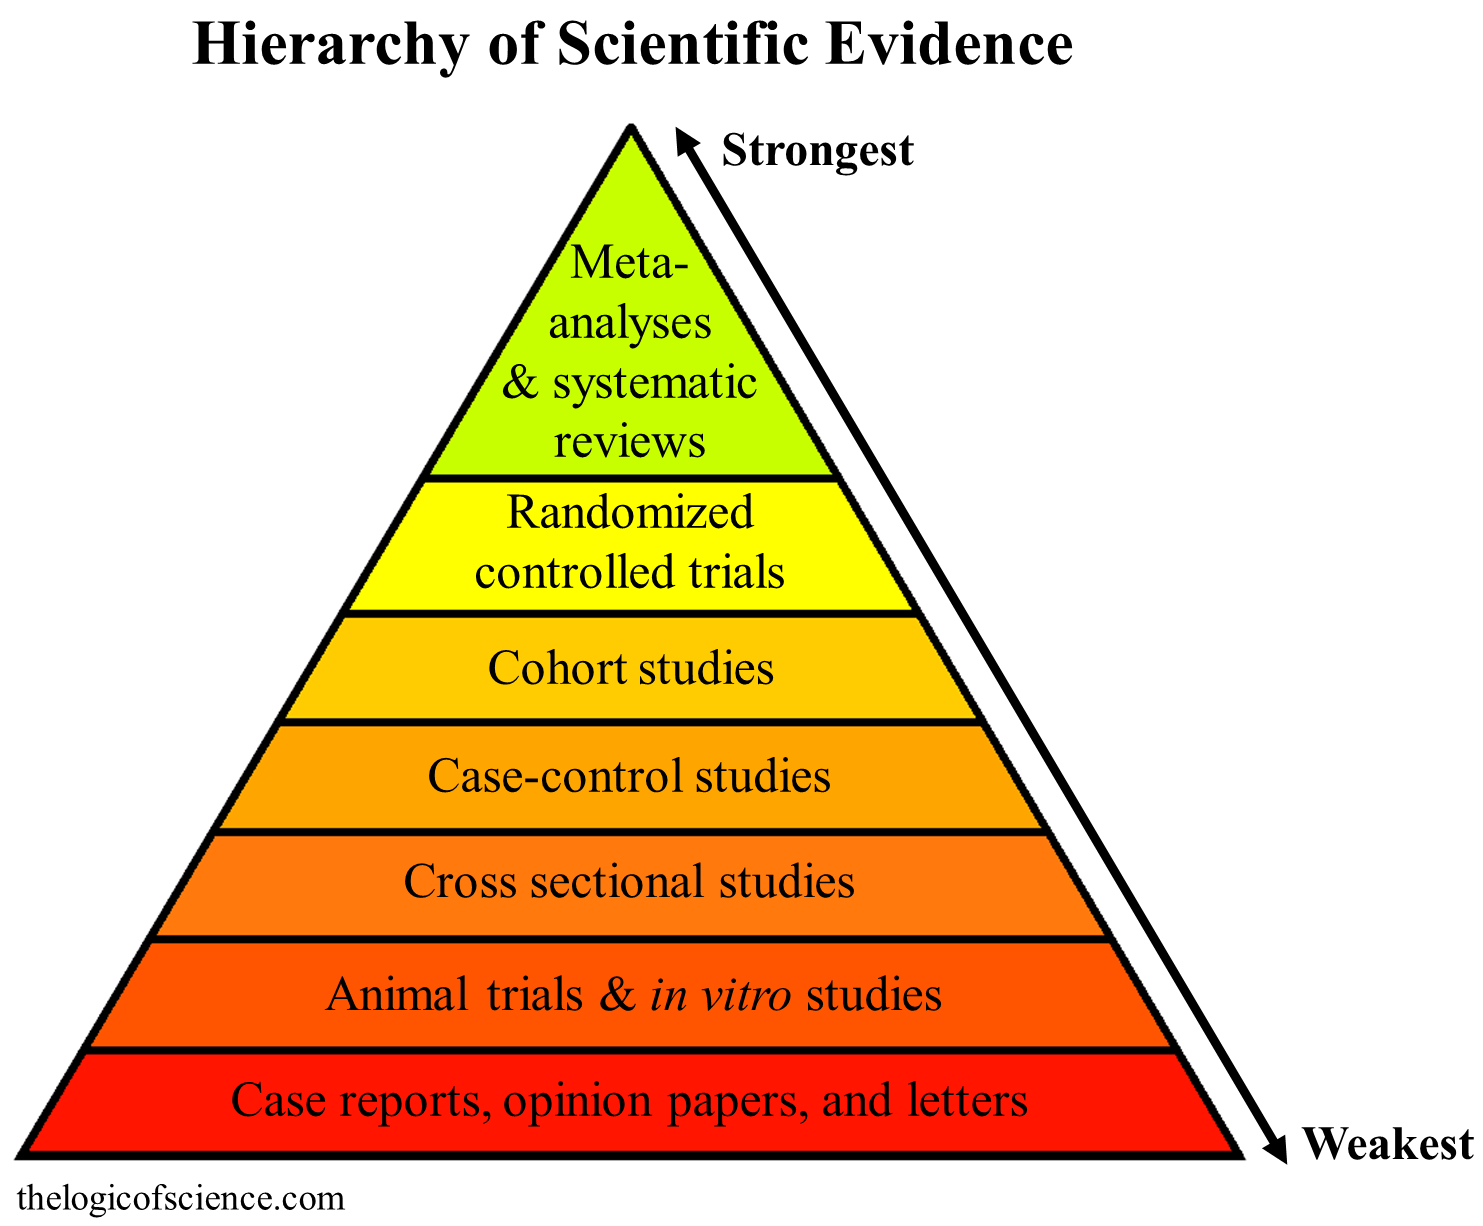 Hierarchy of Scientific Evidence
Strongest
Meta-
analyses
& systematic
reviews
Randomized
controlled trials
Cohort studies
Case-control studies
Cross sectional studies
Animal trials & in vitro studies
Case reports, opinion papers, and letters
Weakest
thelogicofscience.com